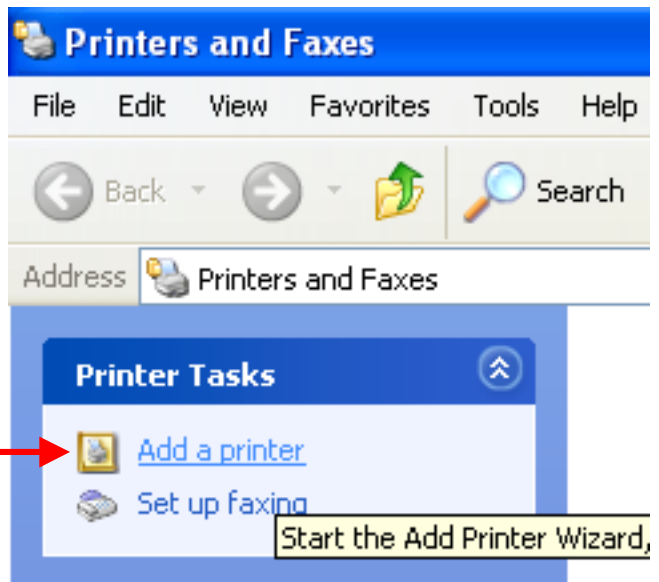 Printers and Faxes
File Edit View Favorites Tools Help
Back Search
Address Printers and Faxes
Printer Tasks
Add a printer
Set up faxing
Start the Add Printer Wizard,